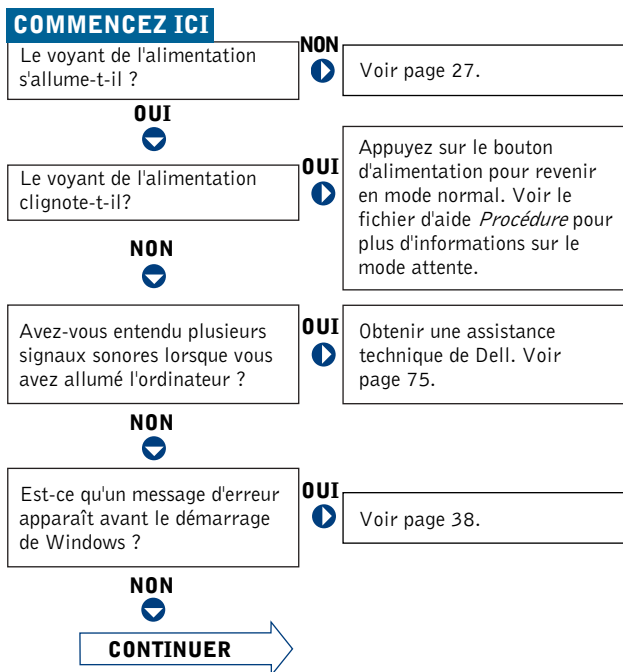 COMMENCEZ ICI
Le voyant de l'alimentation
s'allume-t-il ?
NON
Voir page 27.
OUI
Le voyant de l'alimentation
clignote-t-il?
OUI
Appuyez sur le bouton
d'alimentation pour revenir
en mode normal. Voir le
fichier d'aide Procédure pour
plus d'informations sur le
mode attente.
NON
Avez-vous entendu plusieurs
signaux sonores lorsque vous
avez allumé l'ordinateur ?
OUI
Obtenir une assistance
technique de Dell. Voir
page 75.
NON
Est-ce qu'un message d'erreur
apparaît avant le démarrage
de Windows ?
OUI
Voir page 38.
NON
CONTINUER